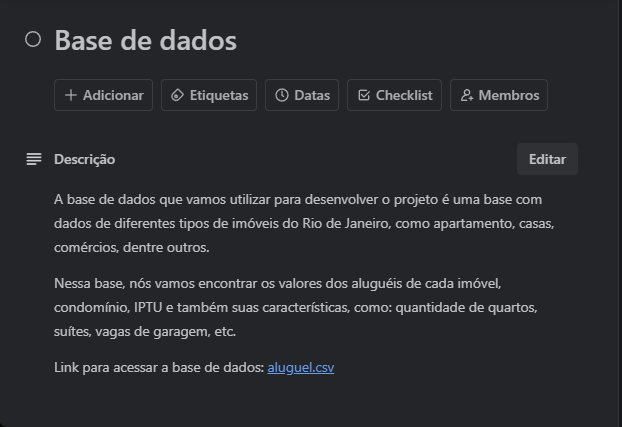 Base de dados
Adicionar Etiquetas Datas Checklist Membros
Descrição Editar
A base de dados que vamos utilizar para desenvolver o projeto é uma base com
dados de diferentes tipos de imóveis do Rio de Janeiro, como apartamento, casas,
comércios, dentre outros.
Nessa base, nós vamos encontrar os valores dos aluguéis de cada imóvel,
condomínio, IPTU e também suas características, como: quantidade de quartos,
suítes, vagas de garagem, etc.
Link para acessar a base de dados: aluguel.csv